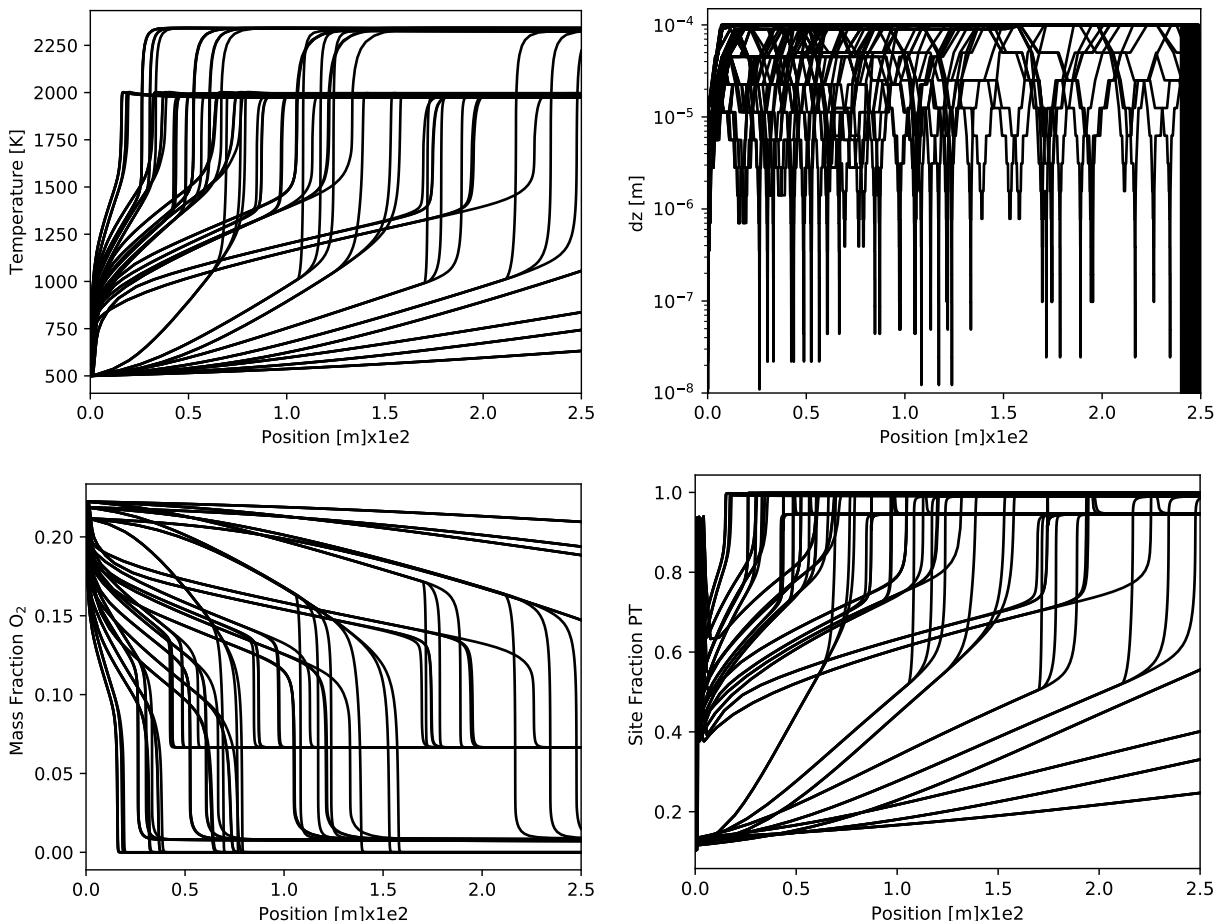 Temperature [K]
2250
2000
1750
1500
1250
1000
750
500
0.0 0.5 1.0 1.5 2.0 2.5
Position [m]x1e2
dz [m]
10⁻⁴
10⁻⁵
10⁻⁶
10⁻⁷
10⁻⁸
0.0 0.5 1.0 1.5 2.0 2.5
Position [m]x1e2
Mass Fraction O₂
0.20
0.15
0.10
0.05
0.00
0.0 0.5 1.0 1.5 2.0 2.5
Position [m]x1e2
Site Fraction PT
1.0
0.8
0.6
0.4
0.2
0.0 0.5 1.0 1.5 2.0 2.5
Position [m]x1e2